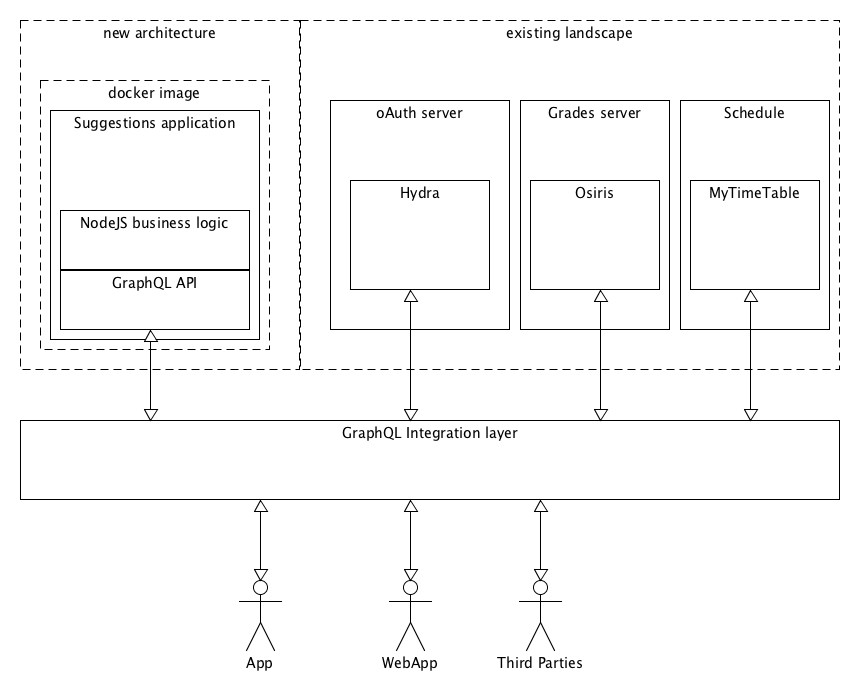 new architecture
existing landscape
docker image
Suggestions application
oAuth server
Grades server
Schedule
Hydra
Osiris
MyTimeTable
NodeJS business logic
GraphQL API
GraphQL Integration layer
App
WebApp
Third Parties